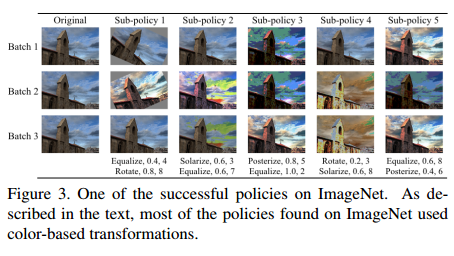 Original Sub-policy 1 Sub-policy 2 Sub-policy 3 Sub-policy 4 Sub-policy 5
Batch 1
Batch 2
Batch 3
Equalize, 0.4, 4 Solarize, 0.6, 3 Posterize, 0.8, 5 Rotate, 0.2, 3 Equalize, 0.6, 8
Rotate, 0.8, 8 Equalize, 0.6, 7 Equalize, 1.0, 2 Solarize, 0.6, 8 Posterize, 0.4, 6
Figure 3. One of the successful policies on ImageNet. As de-
scribed in the text, most of the policies found on ImageNet used
color-based transformations.